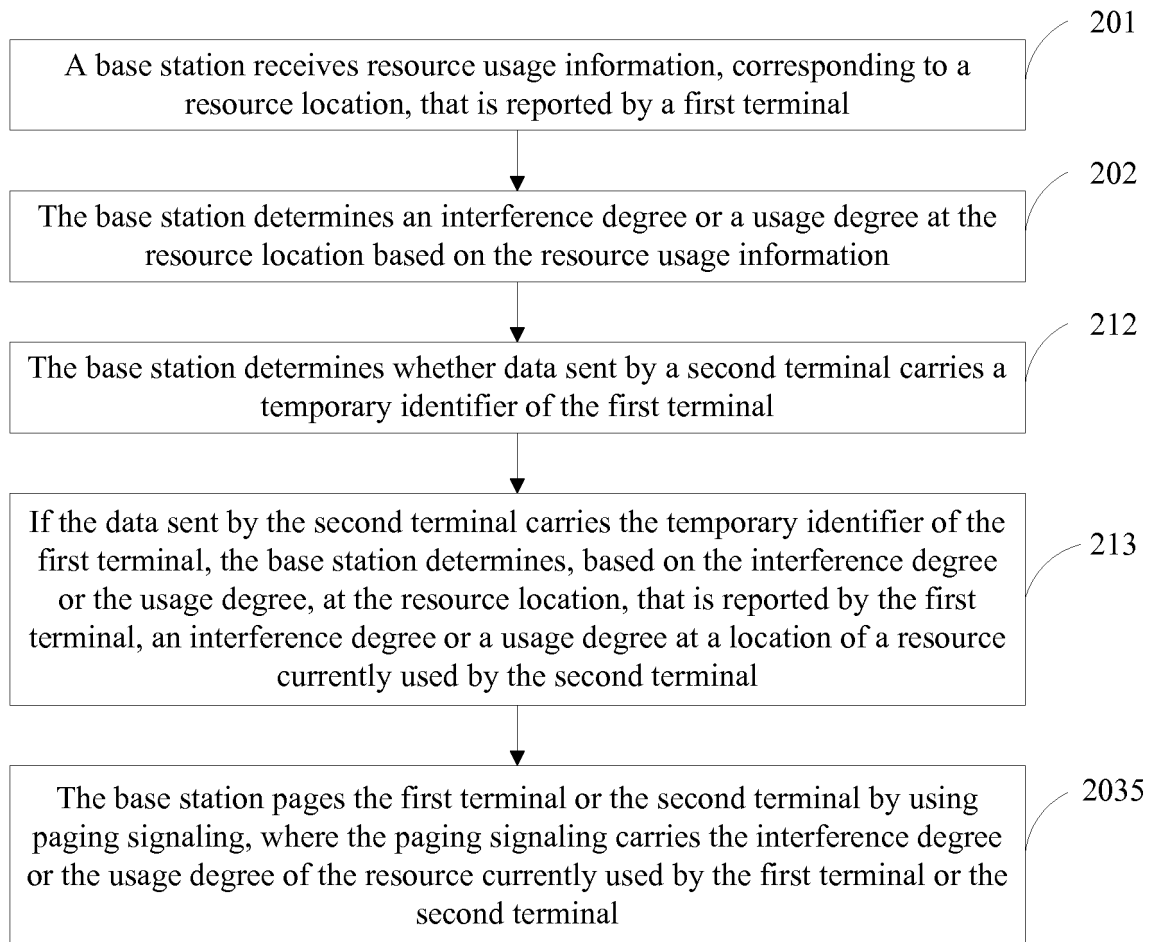 201
A base station receives resource usage information, corresponding to a
resource location, that is reported by a first terminal
202
The base station determines an interference degree or a usage degree at the
resource location based on the resource usage information
212
The base station determines whether data sent by a second terminal carries a
temporary identifier of the first terminal
213
If the data sent by the second terminal carries the temporary identifier of the
first terminal, the base station determines, based on the interference degree
or the usage degree, at the resource location, that is reported by the first
terminal, an interference degree or a usage degree at a location of a resource
currently used by the second terminal
2035
The base station pages the first terminal or the second terminal by using
paging signaling, where the paging signaling carries the interference degree
or the usage degree of the resource currently used by the first terminal or the
second terminal